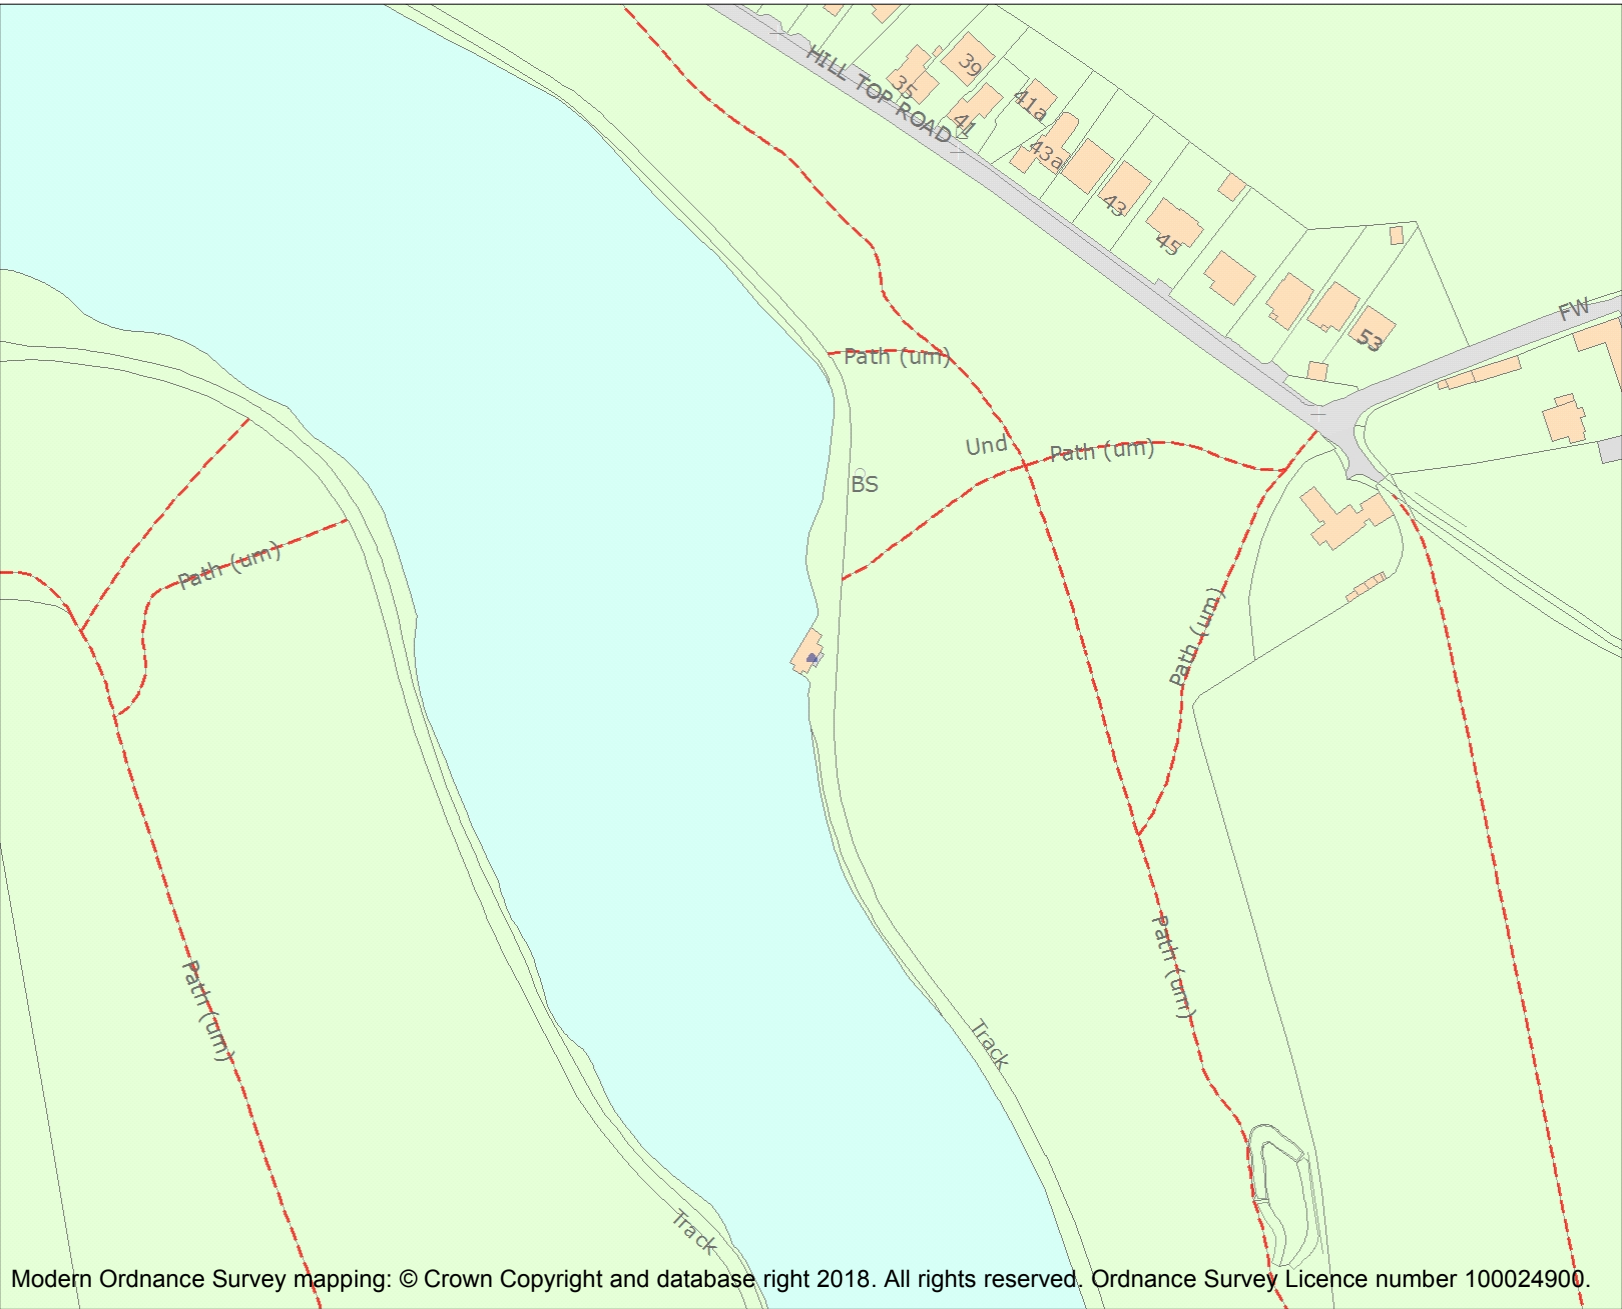 HILL TOP ROAD
35
39
41
41a
43a
43
45
53
FW
Path (um)
Und
Path (um)
BS
Path (um)
Path (um)
Path (um)
Path (um)
Track
Track
Modern Ordnance Survey mapping: © Crown Copyright and database right 2018. All rights reserved. Ordnance Survey Licence number 100024900.